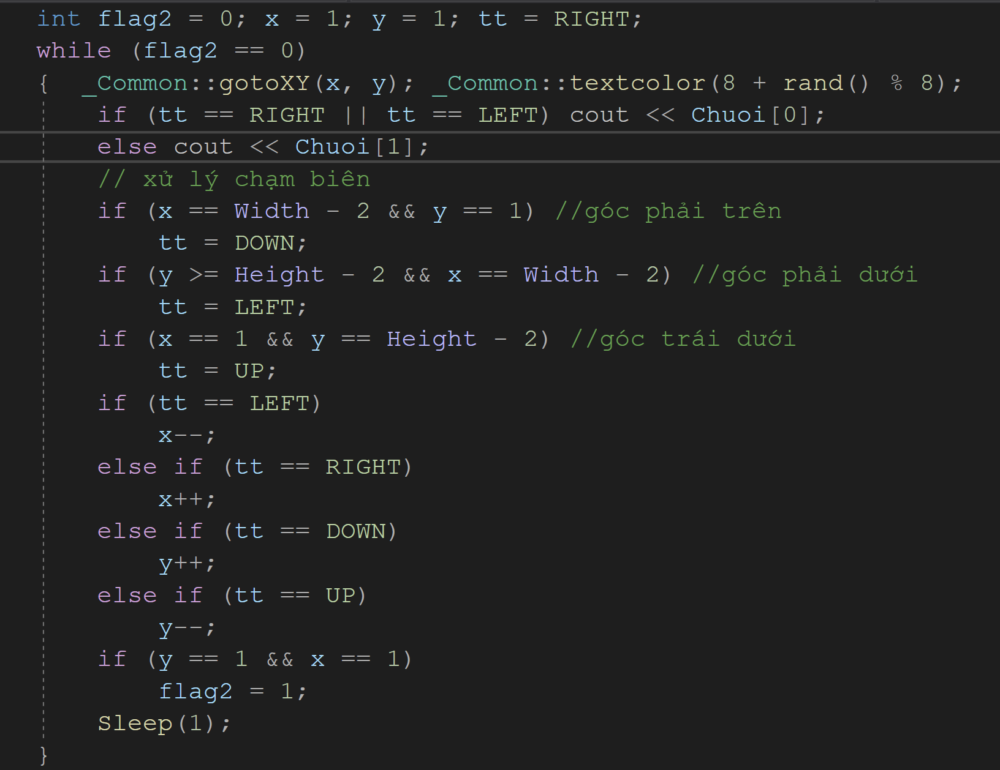 int flag2 = 0; x = 1; y = 1; tt = RIGHT;
while (flag2 == 0)
{  _Common::gotoXY(x, y); _Common::textcolor(8 + rand() % 8);
    if (tt == RIGHT || tt == LEFT) cout << Chuoi[0];
    else cout << Chuoi[1];
    // xử lý chạm biên
    if (x == Width - 2 && y == 1) //góc phải trên
        tt = DOWN;
    if (y >= Height - 2 && x == Width - 2) //góc phải dưới
        tt = LEFT;
    if (x == 1 && y == Height - 2) //góc trái dưới
        tt = UP;
    if (tt == LEFT)
        x--;
    else if (tt == RIGHT)
        x++;
    else if (tt == DOWN)
        y++;
    else if (tt == UP)
        y--;
    if (y == 1 && x == 1)
        flag2 = 1;
    Sleep(1);
}